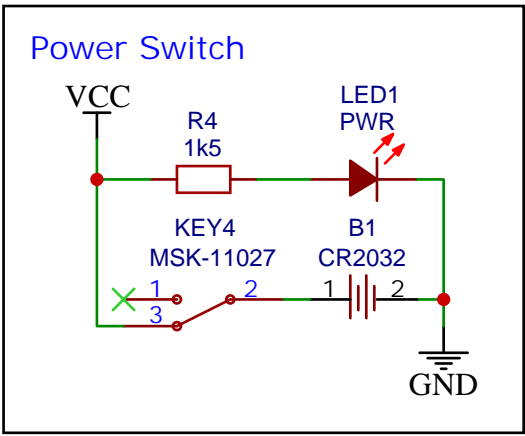 Power Switch
VCC
R4
1k5
LED1
PWR
KEY4
MSK-11027
B1
CR2032
1
2
3
1
2
GND